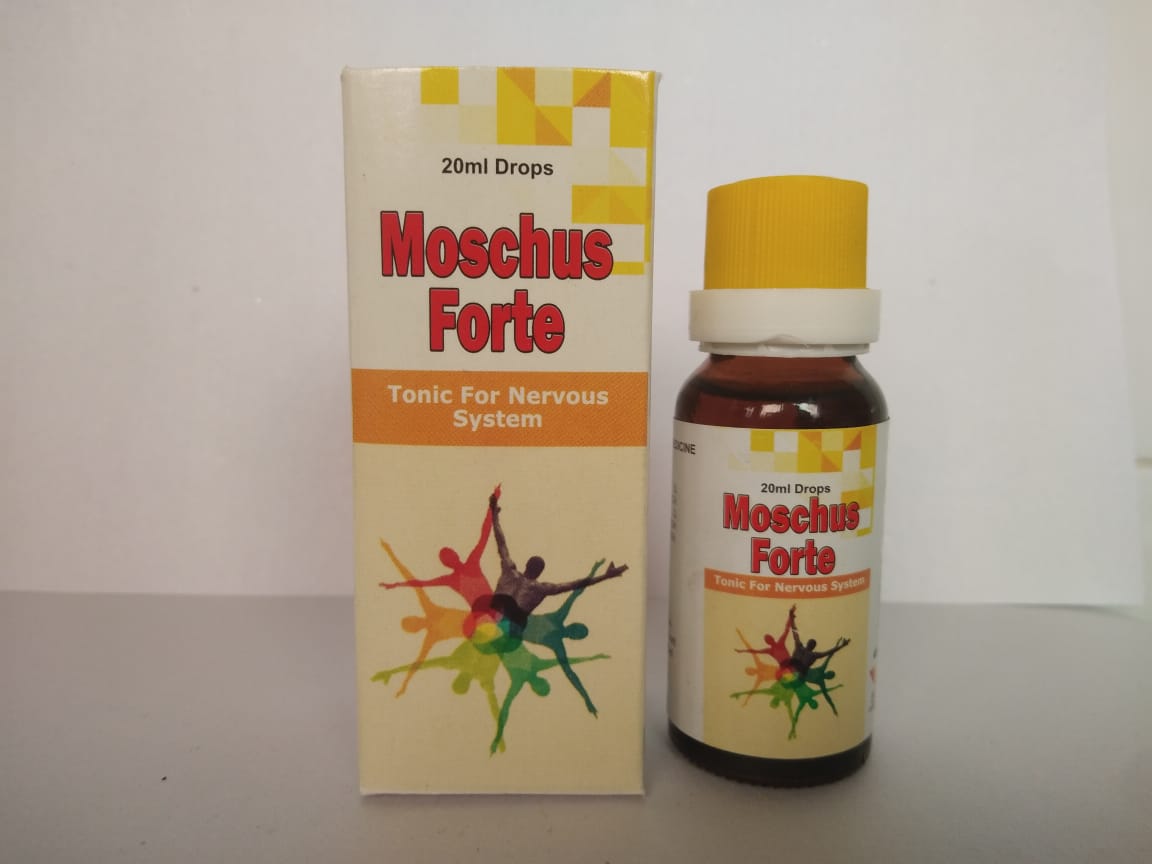 20ml Drops
Moschus
Forte
Tonic For Nervous
System
20ml Drops
Moschus
Forte
Tonic For Nervous System